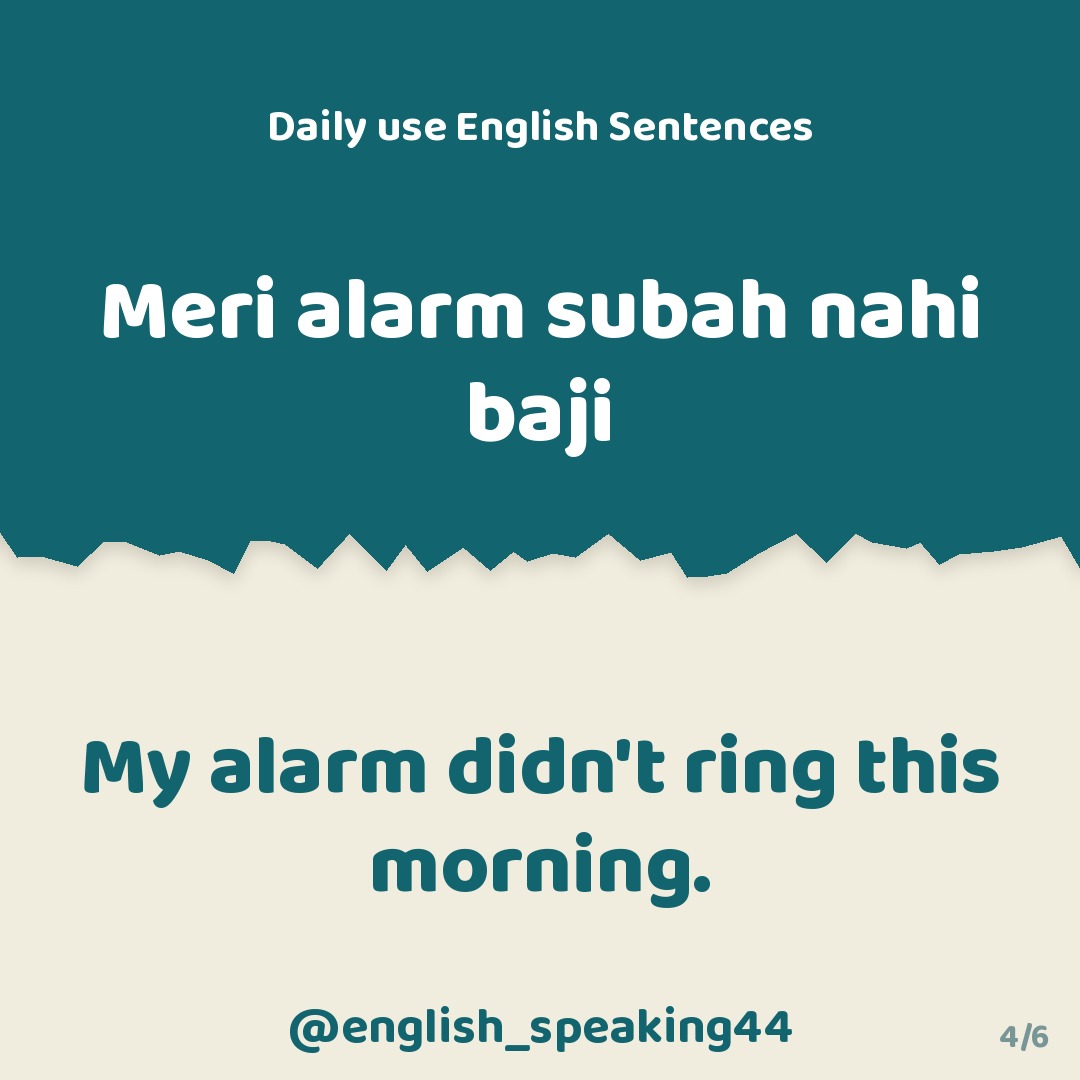 Daily use English Sentences
Meri alarm subah nahi
baji
My alarm didn't ring this
morning.
@english_speaking44
4/6